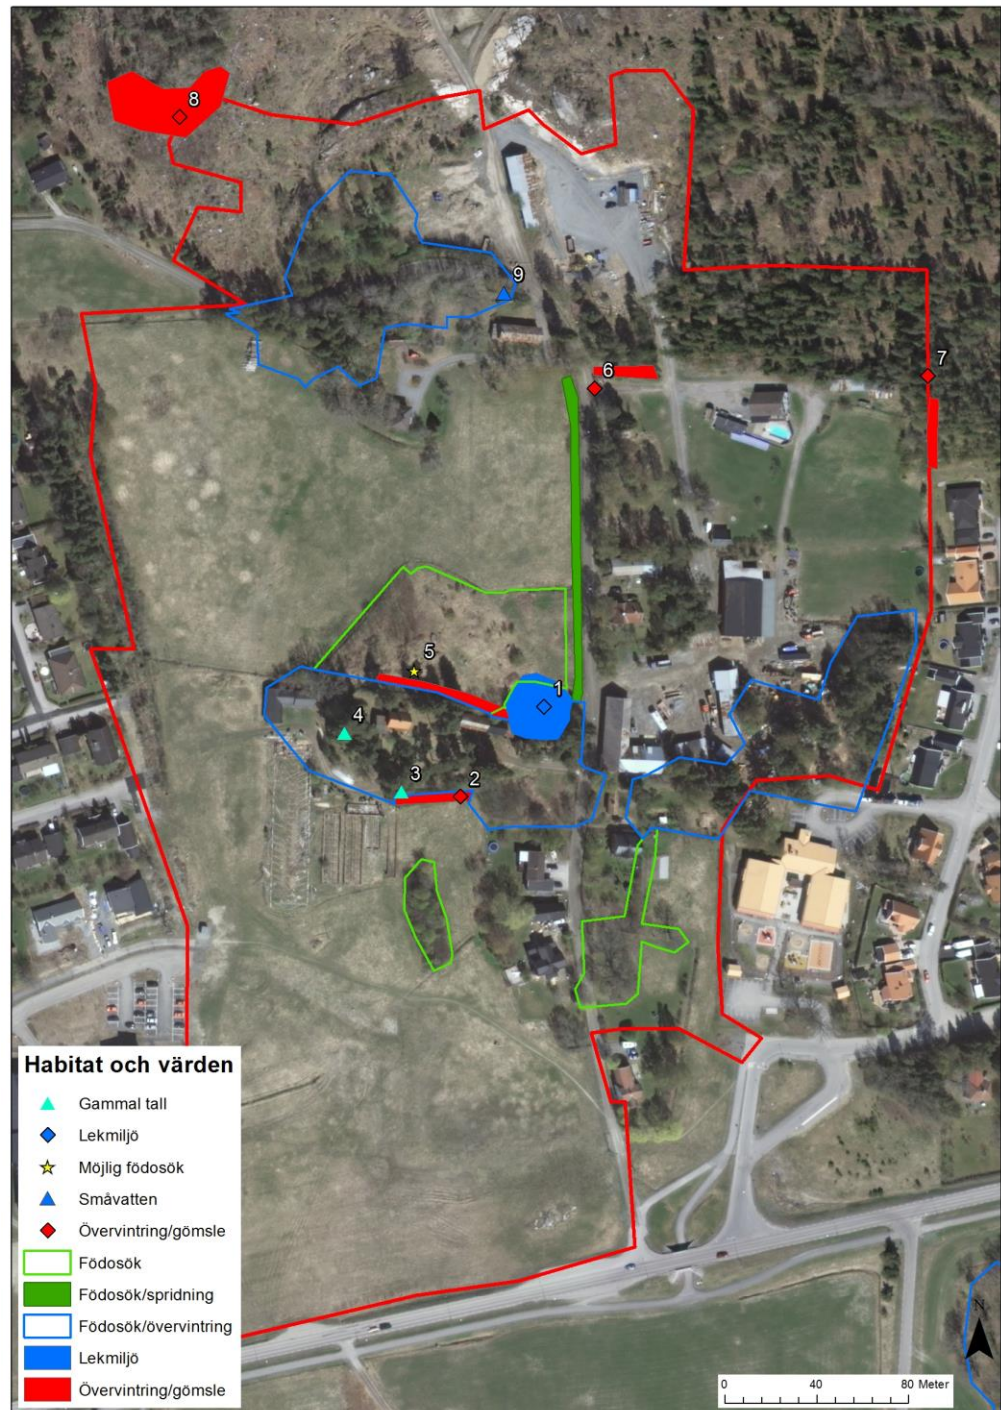 8
9
7
6
5
1
4
3
2
Habitat och värden
Gammal tall
Lekmiljö
Möjlig födosök
Småvatten
Övervintring/gömsle
Födosök
Födosök/spridning
Födosök/övervintring
Lekmiljö
Övervintring/gömsle
N
0 40 80 Meter